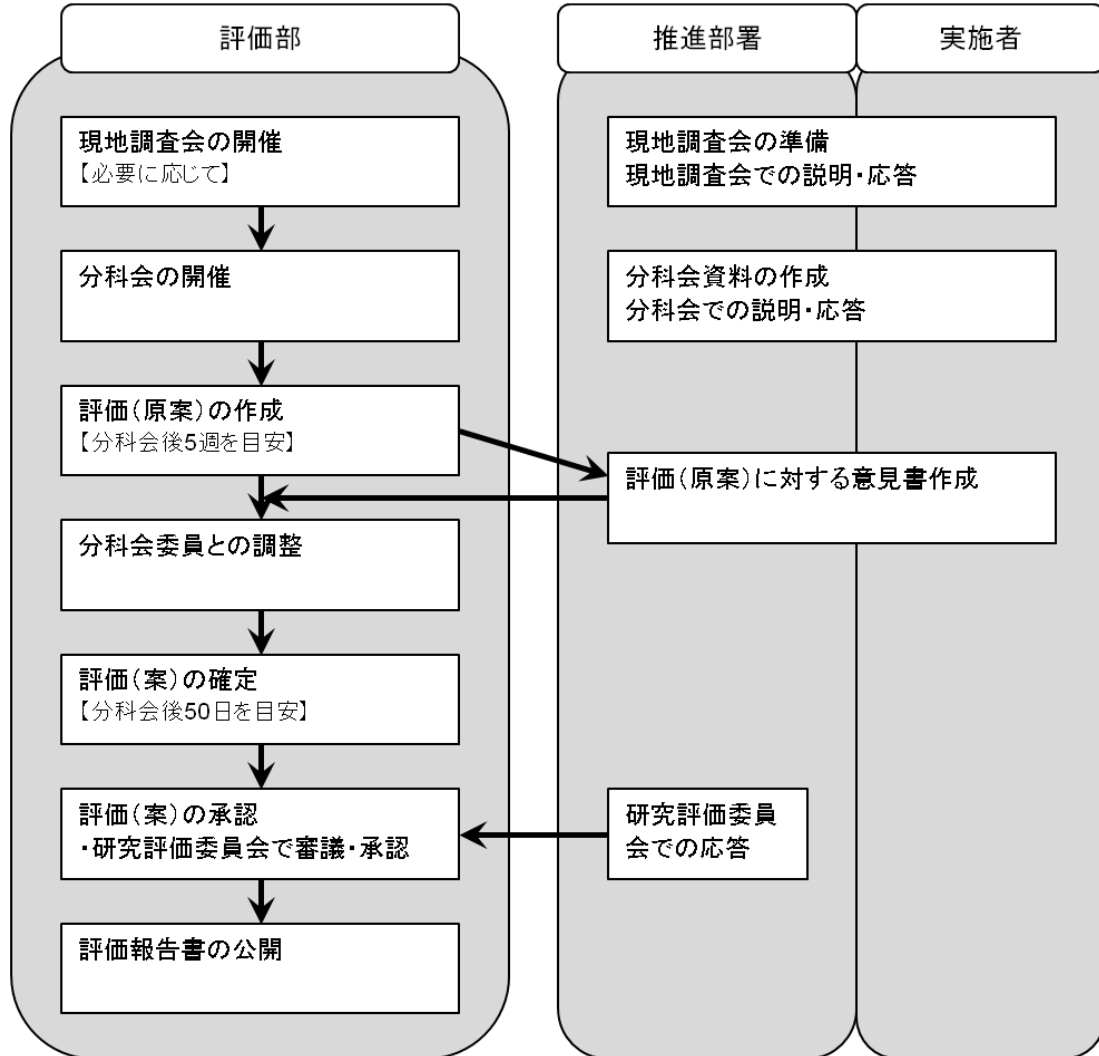 評価部
推進部署
実施者
現地調査会の開催
【必要に応じて】
現地調査会の準備
現地調査会での説明・応答
分科会の開催
分科会資料の作成
分科会での説明・応答
評価(原案)の作成
【分科会後5週を目安】
評価(原案)に対する意見書作成
分科会委員との調整
評価(案)の確定
【分科会後50日を目安】
評価(案)の承認
・研究評価委員会で審議・承認
研究評価委員
会での応答
評価報告書の公開